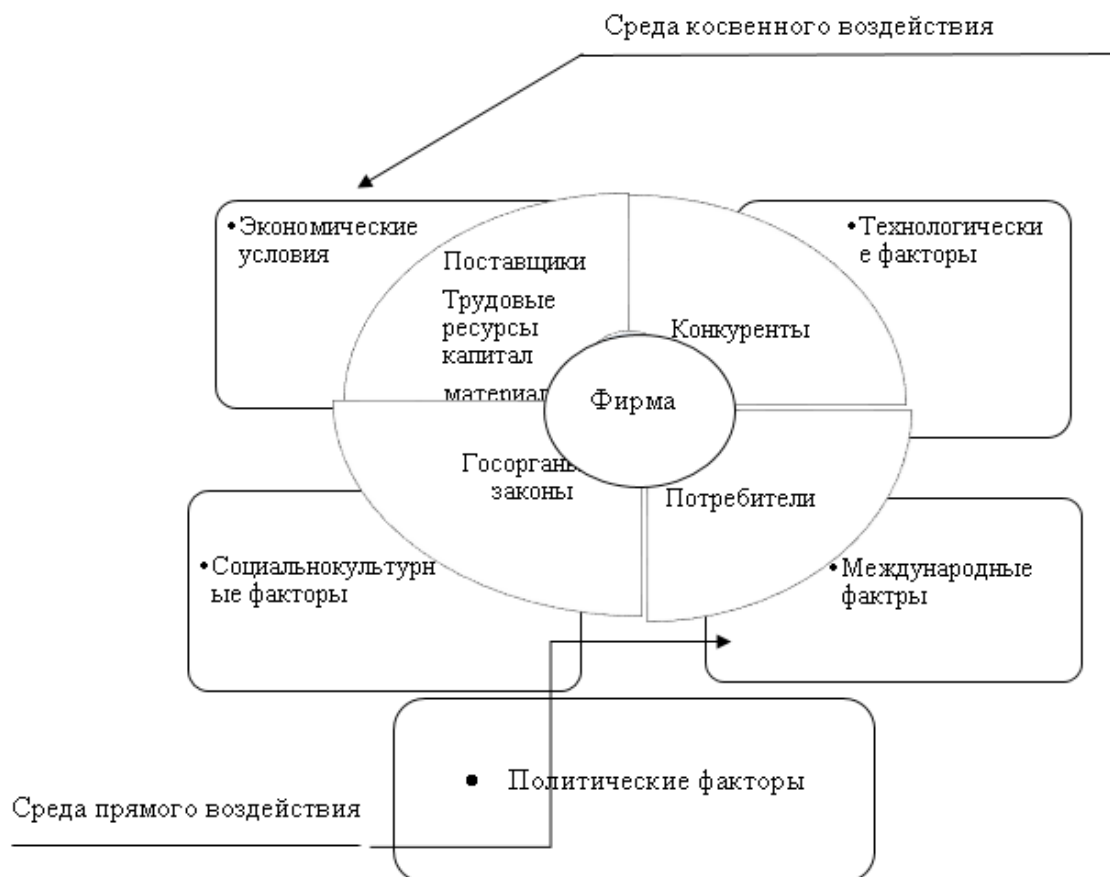 Среда косвенного воздействия
•Экономические
условия
Поставщики
Трудовые
ресурсы
капитал
материал
Конкуренты
•Технологически
е факторы
Фирма
Госорганы
законы
Потребители
•Социальнокультурн
ые факторы
•Международные
фактры
• Политические факторы
Среда прямого воздействия